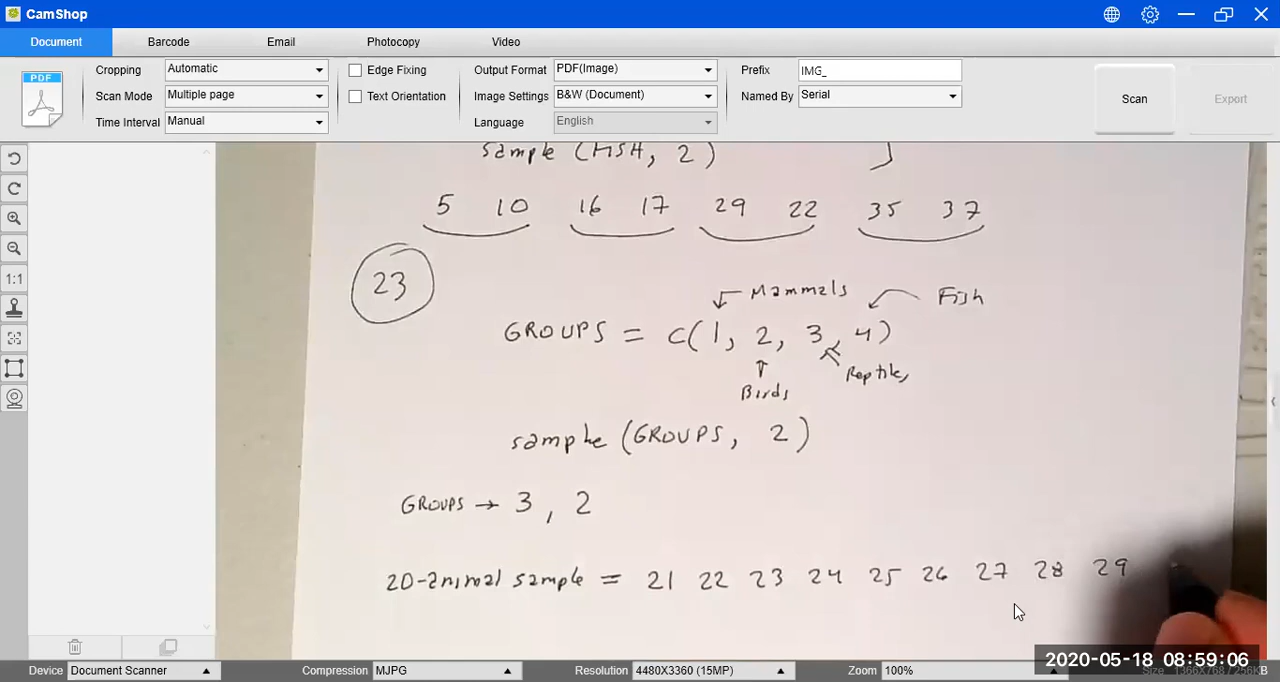 CamShop
Document Barcode Email Photocopy Video
PDF
Cropping Automatic Edge Fixing Output Format PDF(Image) Prefix IMG_
Scan Mode Multiple page Text Orientation Image Settings B&W (Document) Named By Serial
Time Interval Manual Language English
Scan Export
1:1
sample (FISH, 2)
5 10 16 17 29 22 35 37
23
Mammals Fish
GROUPS = c(1, 2, 3, 4)
Birds Reptiles
sample (GROUPS, 2)
GROUPS → 3, 2
20-animal sample = 21 22 23 24 25 26 27 28 29
2020-05-18 08:59:06
Device Document Scanner Compression MJPG Resolution 4480X3360 (15MP) Zoom 100%